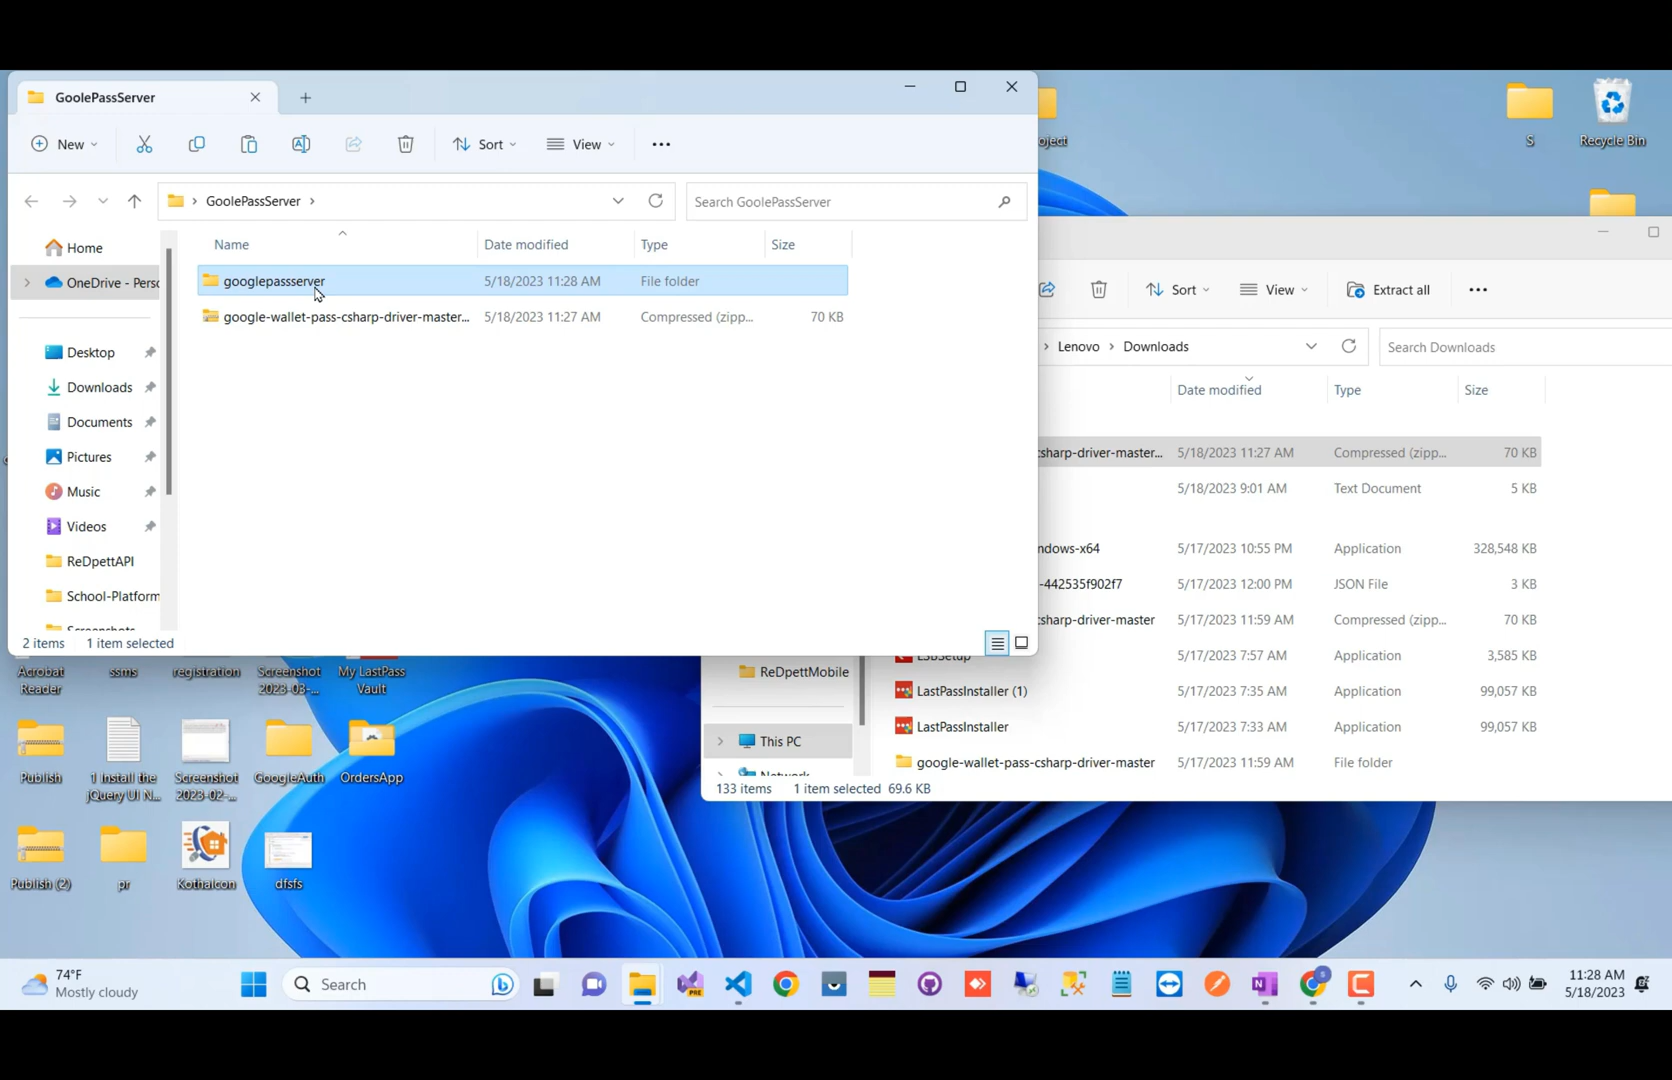 GoolePassServer
New
Sort
View
GoolePassServer
Search GoolePassServer
Name
Date modified
Type
Size
Home
OneDrive - Perso
Desktop
Downloads
Documents
Pictures
Music
Videos
ReDpettAPI
School-Platform
Screenshots
googlepassserver
5/18/2023 11:28 AM
File folder
google-wallet-pass-csharp-driver-master...
5/18/2023 11:27 AM
Compressed (zipp...
70 KB
2 items
1 item selected
oject
S
Recycle Bin
Sort
View
Extract all
Lenovo
Downloads
Search Downloads
Date modified
Type
Size
csharp-driver-master...
5/18/2023 11:27 AM
Compressed (zipp...
70 KB
5/18/2023 9:01 AM
Text Document
5 KB
ndows-x64
5/17/2023 10:55 PM
Application
328,548 KB
-442535f902f7
5/17/2023 12:00 PM
JSON File
3 KB
csharp-driver-master
5/17/2023 11:59 AM
Compressed (zipp...
70 KB
LSBSetup
5/17/2023 7:57 AM
Application
3,585 KB
LastPassInstaller (1)
5/17/2023 7:35 AM
Application
99,057 KB
LastPassInstaller
5/17/2023 7:33 AM
Application
99,057 KB
google-wallet-pass-csharp-driver-master
5/17/2023 11:59 AM
File folder
ReDpettMobile
This PC
Network
133 items
1 item selected 69.6 KB
Acrobat
Reader
ssms
registration
Screenshot
2023-03-...
My LastPass
Vault
Publish
1 Install the
jQuery UI N...
Screenshot
2023-02-...
GoogleAuth
OrdersApp
Publish (2)
pr
KothaIcon
dfsfs
74°F
Mostly cloudy
Search
PRE
N
S
11:28 AM
5/18/2023